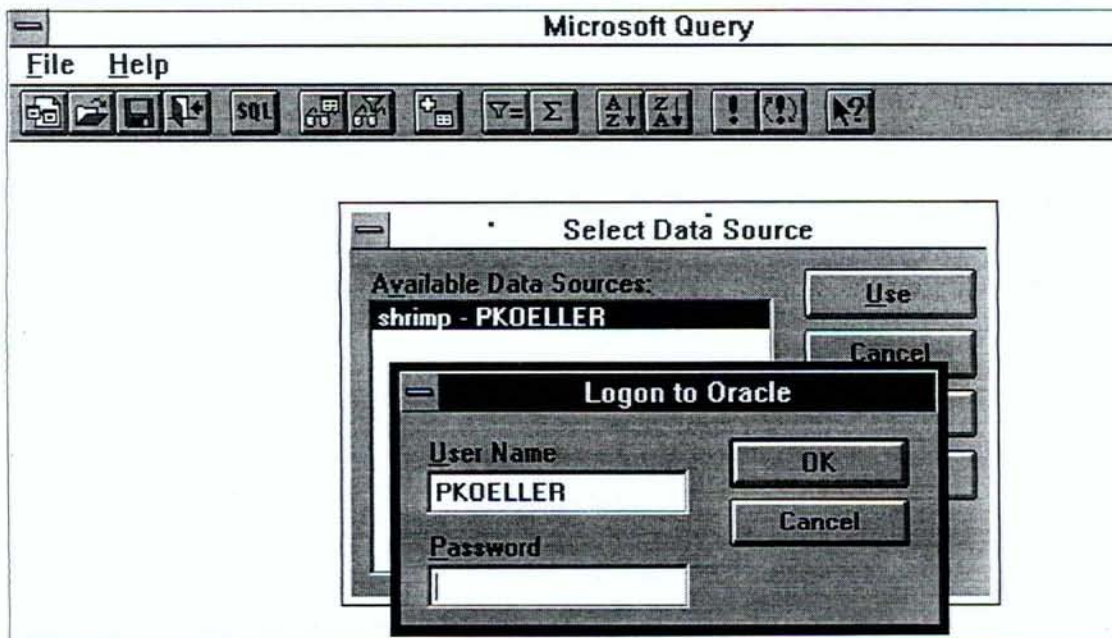 Microsoft Query
File Help
SQL
Select Data Source
Available Data Sources:
shrimp - PKOELLER
Use
Cancel
Logon to Oracle
User Name
PKOELLER
OK
Cancel
Password